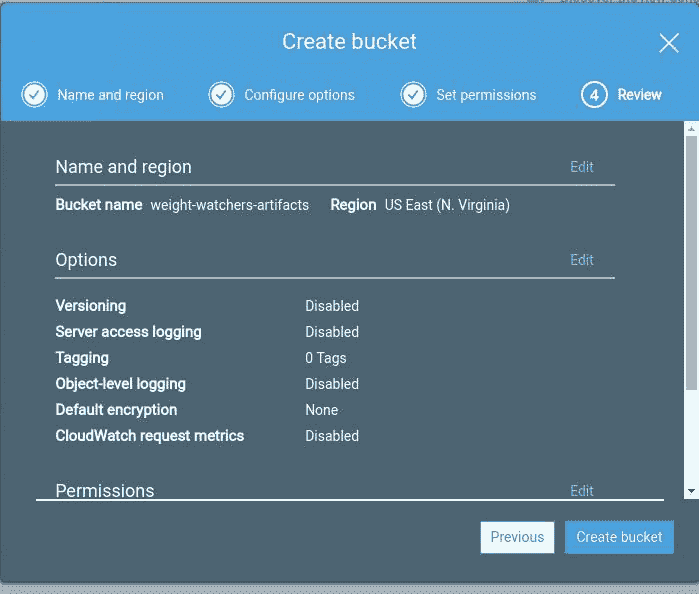 Create bucket
Name and region Configure options Set permissions 4 Review
Name and region Edit
Bucket name weight-watchers-artifacts Region US East (N. Virginia)
Options Edit
Versioning Disabled
Server access logging Disabled
Tagging 0 Tags
Object-level logging Disabled
Default encryption None
CloudWatch request metrics Disabled
Permissions Edit
Previous Create bucket